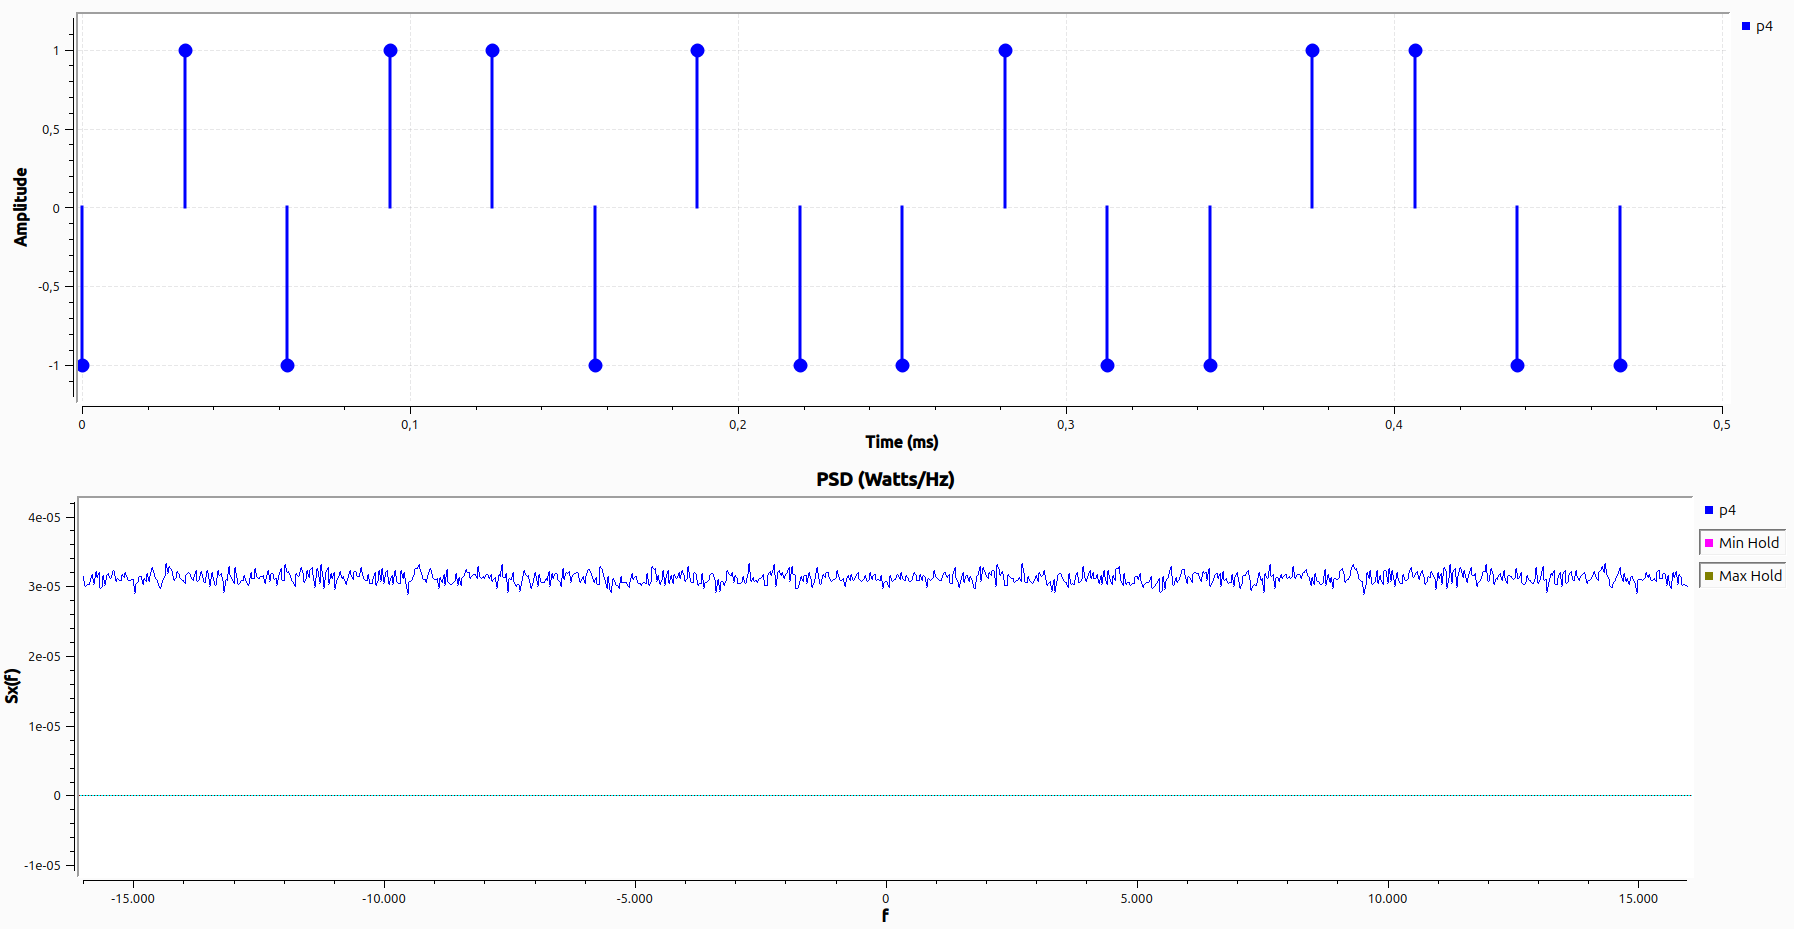 p4
1
0,5
0
-0,5
-1
Amplitude
0 0,1 0,2 0,3 0,4 0,5
Time (ms)
PSD (Watts/Hz)
p4
Min Hold
Max Hold
4e-05
3e-05
2e-05
1e-05
0
-1e-05
Sx(f)
-15.000 -10.000 -5.000 0 5.000 10.000 15.000
f